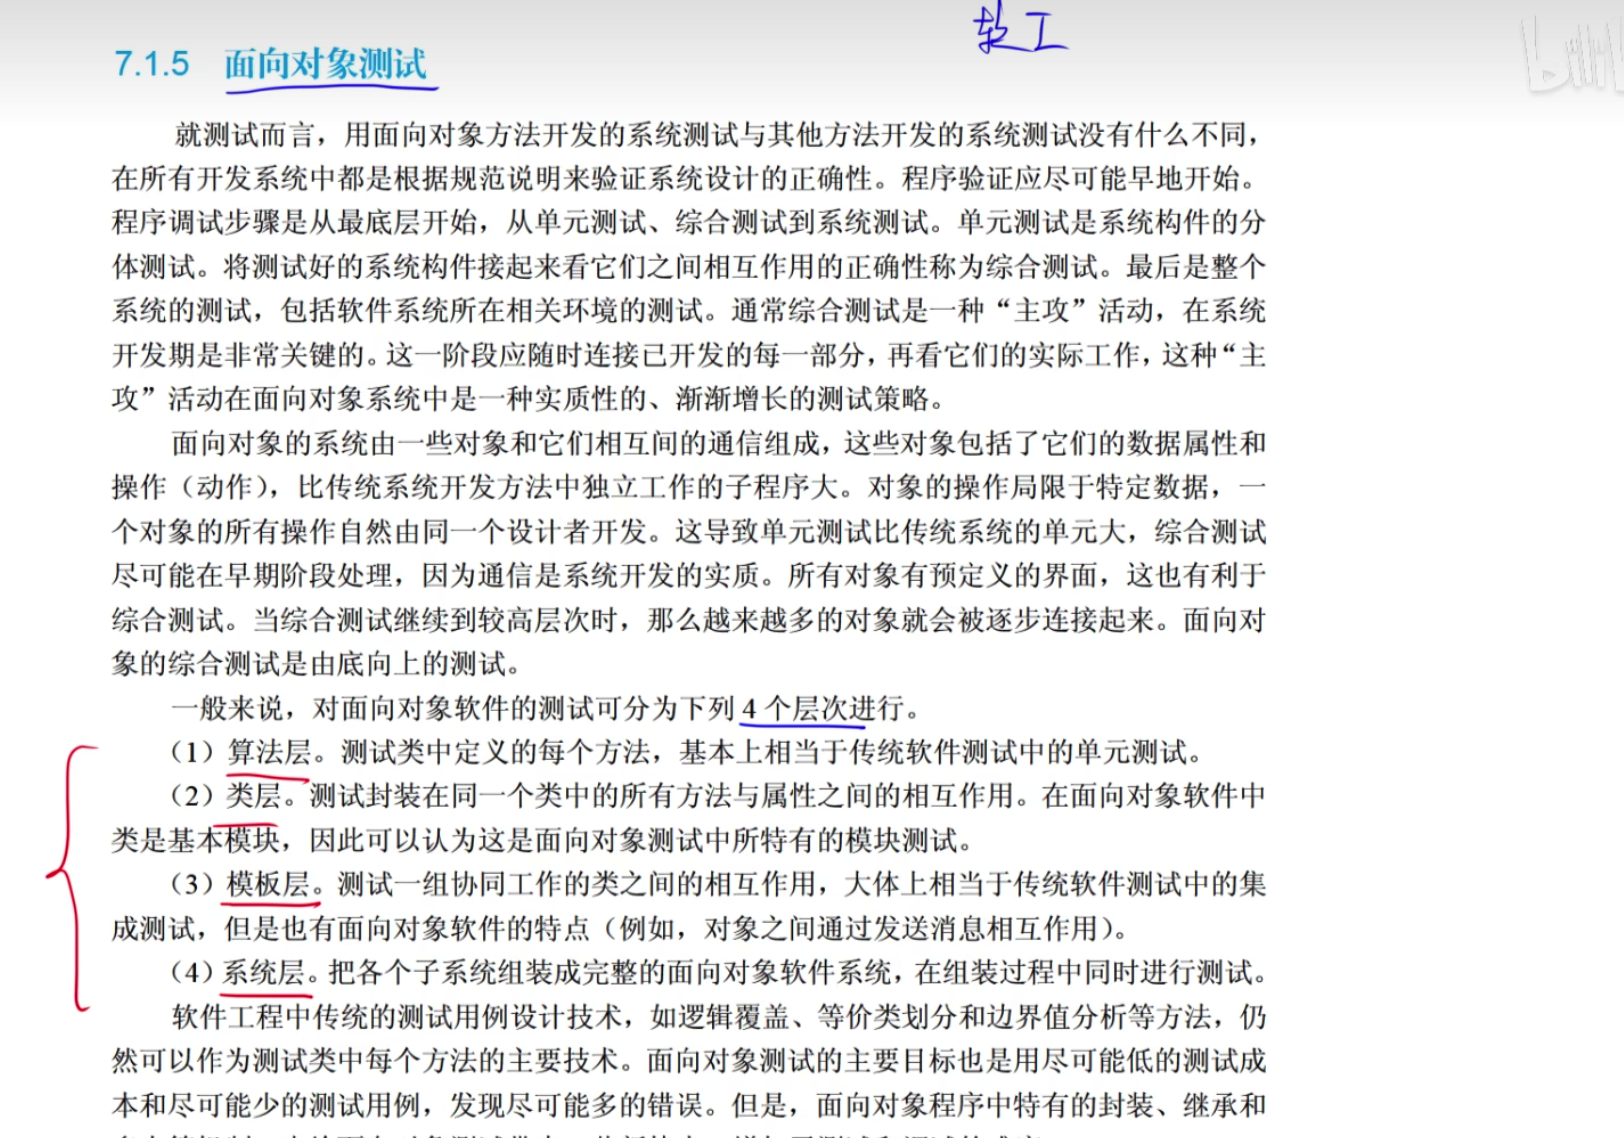 软工
7.1.5 面向对象测试
就测试而言，用面向对象方法开发的系统测试与其他方法开发的系统测试没有什么不同，
在所有开发系统中都是根据规范说明来验证系统设计的正确性。程序验证应尽可能早地开始。
程序调试步骤是从最底层开始，从单元测试、综合测试到系统测试。单元测试是系统构件的分
体测试。将测试好的系统构件接起来看它们之间相互作用的正确性称为综合测试。最后是整个
系统的测试，包括软件系统所在相关环境的测试。通常综合测试是一种“主攻”活动，在系统
开发期是非常关键的。这一阶段应随时连接已开发的每一部分，再看它们的实际工作，这种“主
攻”活动在面向对象系统中是一种实质性的、渐渐增长的测试策略。
面向对象的系统由一些对象和它们相互间的通信组成，这些对象包括了它们的数据属性和
操作（动作），比传统系统开发方法中独立工作的子程序大。对象的操作局限于特定数据，一
个对象的所有操作自然由同一个设计者开发。这导致单元测试比传统系统的单元大，综合测试
尽可能在早期阶段处理，因为通信是系统开发的实质。所有对象有预定义的界面，这也有利于
综合测试。当综合测试继续到较高层次时，那么越来越多的对象就会被逐步连接起来。面向对
象的综合测试是由底向上的测试。
一般来说，对面向对象软件的测试可分为下列 4 个层次进行。
（1）算法层。测试类中定义的每个方法，基本上相当于传统软件测试中的单元测试。
（2）类层。测试封装在同一个类中的所有方法与属性之间的相互作用。在面向对象软件中
类是基本模块，因此可以认为这是面向对象测试中所特有的模块测试。
（3）模板层。测试一组协同工作的类之间的相互作用，大体上相当于传统软件测试中的集
成测试，但是也有面向对象软件的特点（例如，对象之间通过发送消息相互作用）。
（4）系统层。把各个子系统组装成完整的面向对象软件系统，在组装过程中同时进行测试。
软件工程中传统的测试用例设计技术，如逻辑覆盖、等价类划分和边界值分析等方法，仍
然可以作为测试类中每个方法的主要技术。面向对象测试的主要目标也是用尽可能低的测试成
本和尽可能少的测试用例，发现尽可能多的错误。但是，面向对象程序中特有的封装、继承和